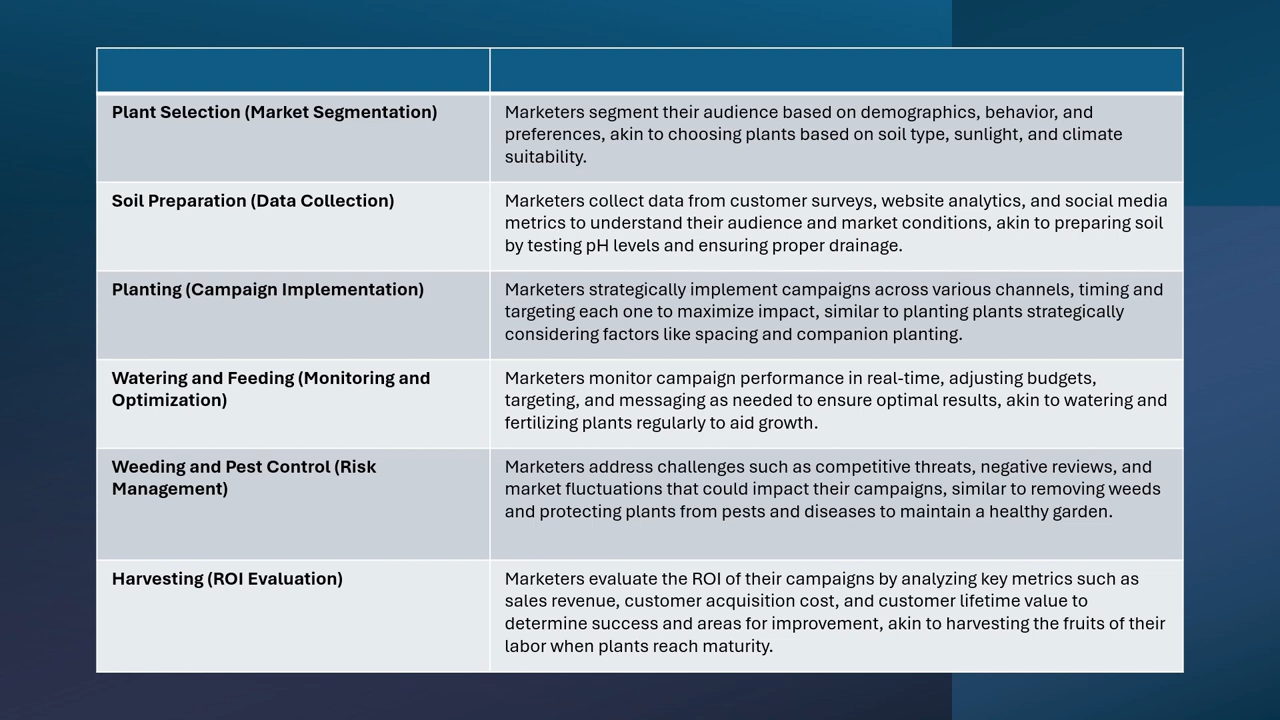 Plant Selection (Market Segmentation)
Marketers segment their audience based on demographics, behavior, and
preferences, akin to choosing plants based on soil type, sunlight, and climate
suitability.
Soil Preparation (Data Collection)
Marketers collect data from customer surveys, website analytics, and social media
metrics to understand their audience and market conditions, akin to preparing soil
by testing pH levels and ensuring proper drainage.
Planting (Campaign Implementation)
Marketers strategically implement campaigns across various channels, timing and
targeting each one to maximize impact, similar to planting plants strategically
considering factors like spacing and companion planting.
Watering and Feeding (Monitoring and
Optimization)
Marketers monitor campaign performance in real-time, adjusting budgets,
targeting, and messaging as needed to ensure optimal results, akin to watering and
fertilizing plants regularly to aid growth.
Weeding and Pest Control (Risk
Management)
Marketers address challenges such as competitive threats, negative reviews, and
market fluctuations that could impact their campaigns, similar to removing weeds
and protecting plants from pests and diseases to maintain a healthy garden.
Harvesting (ROI Evaluation)
Marketers evaluate the ROI of their campaigns by analyzing key metrics such as
sales revenue, customer acquisition cost, and customer lifetime value to
determine success and areas for improvement, akin to harvesting the fruits of their
labor when plants reach maturity.